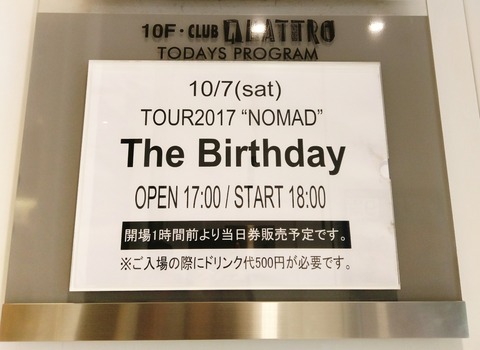 10F・CLUB QUATTRO
TODAYS PROGRAM
10/7(sat)
TOUR2017 “NOMAD”
The Birthday
OPEN 17:00 / START 18:00
開場1時間前より当日券販売予定です。
※ご入場の際にドリンク代500円が必要です。